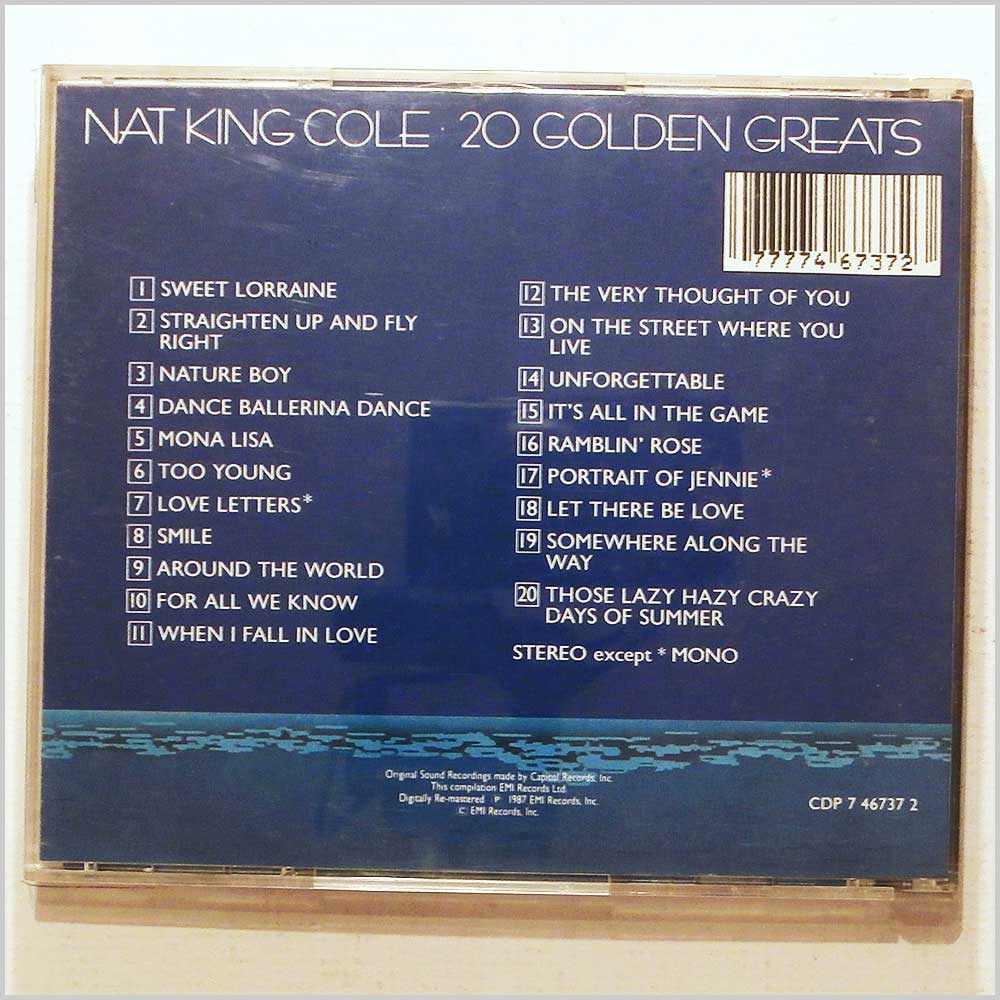 NAT KING COLE 20 GOLDEN GREATS
77774 67372
1 SWEET LORRAINE
2 STRAIGHTEN UP AND FLY
RIGHT
3 NATURE BOY
4 DANCE BALLERINA DANCE
5 MONA LISA
6 TOO YOUNG
7 LOVE LETTERS*
8 SMILE
9 AROUND THE WORLD
10 FOR ALL WE KNOW
11 WHEN I FALL IN LOVE
12 THE VERY THOUGHT OF YOU
13 ON THE STREET WHERE YOU
LIVE
14 UNFORGETTABLE
15 IT'S ALL IN THE GAME
16 RAMBLIN' ROSE
17 PORTRAIT OF JENNIE*
18 LET THERE BE LOVE
19 SOMEWHERE ALONG THE
WAY
20 THOSE LAZY HAZY CRAZY
DAYS OF SUMMER
STEREO except * MONO
Original Sound Recordings made by Capitol Records, Inc.
This compilation EMI Records Ltd.
Digitally Re-mastered ℗ 1987 EMI Records, Inc.
© EMI Records, Inc.
CDP 7 46737 2